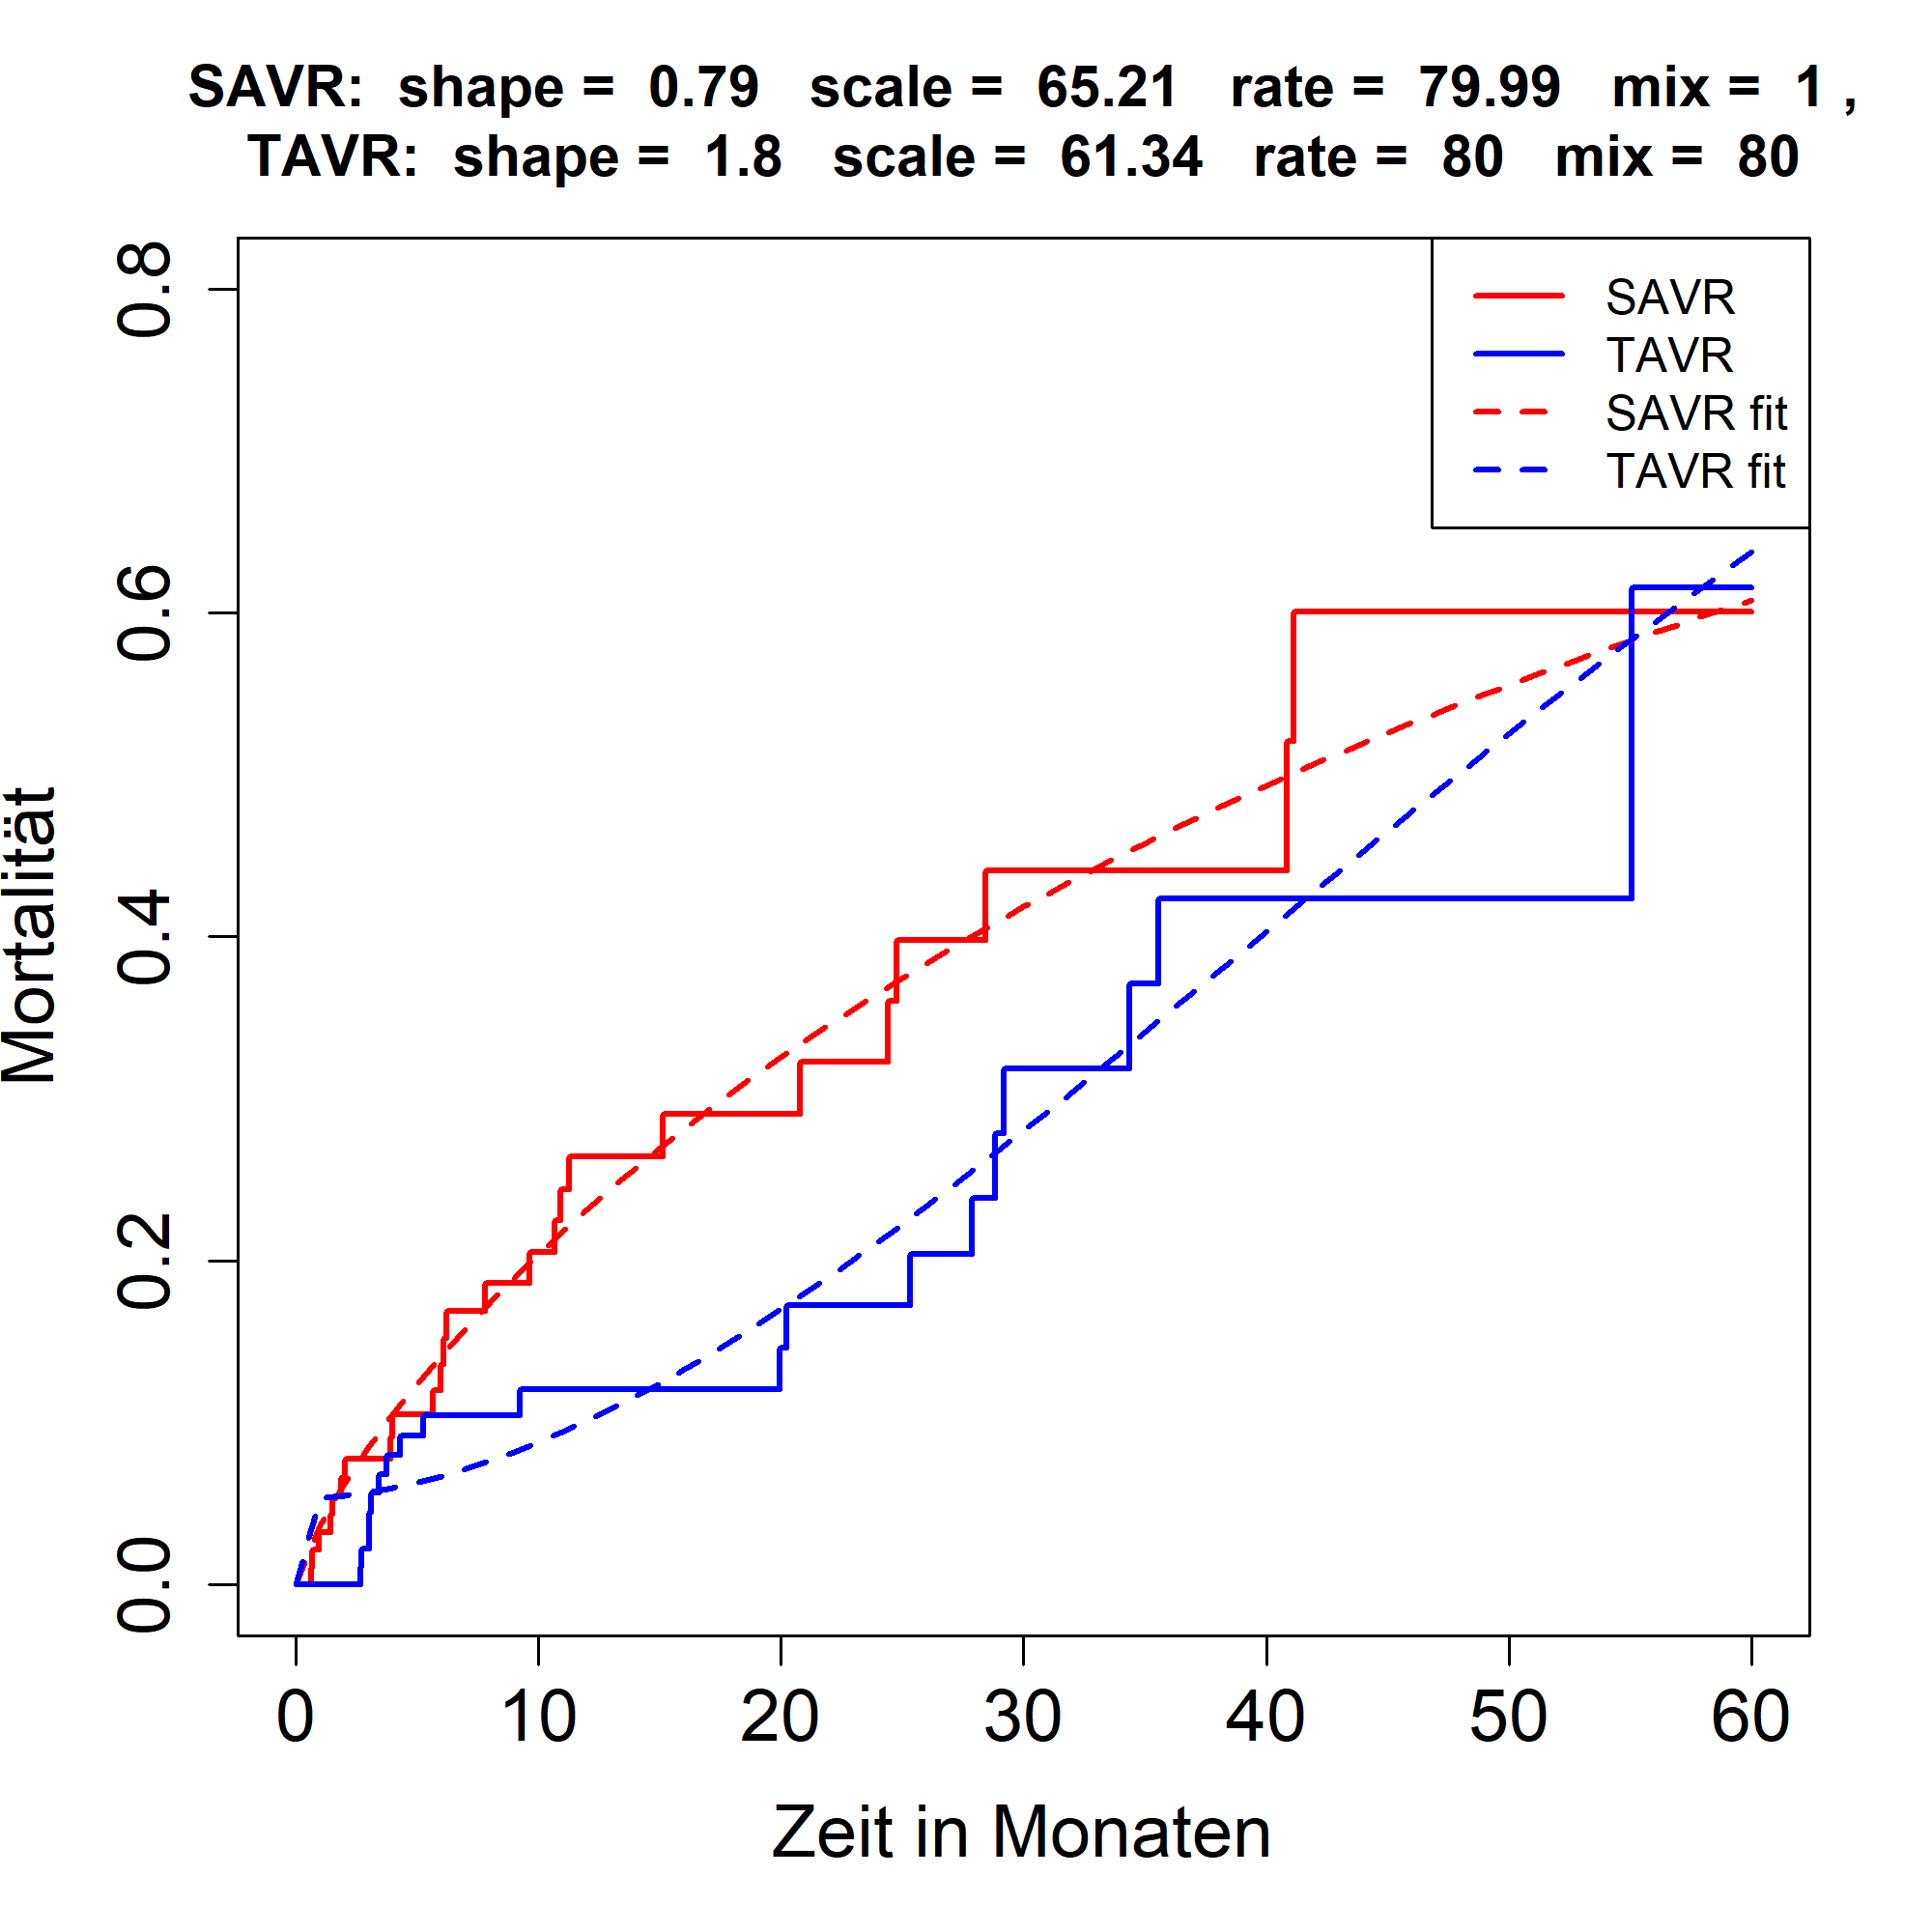 SAVR: shape = 0.79 scale = 65.21 rate = 79.99 mix = 1 ,
TAVR: shape = 1.8 scale = 61.34 rate = 80 mix = 80
SAVR
TAVR
SAVR fit
TAVR fit
Mortalität
0.8
0.6
0.4
0.2
0.0
0 10 20 30 40 50 60
Zeit in Monaten